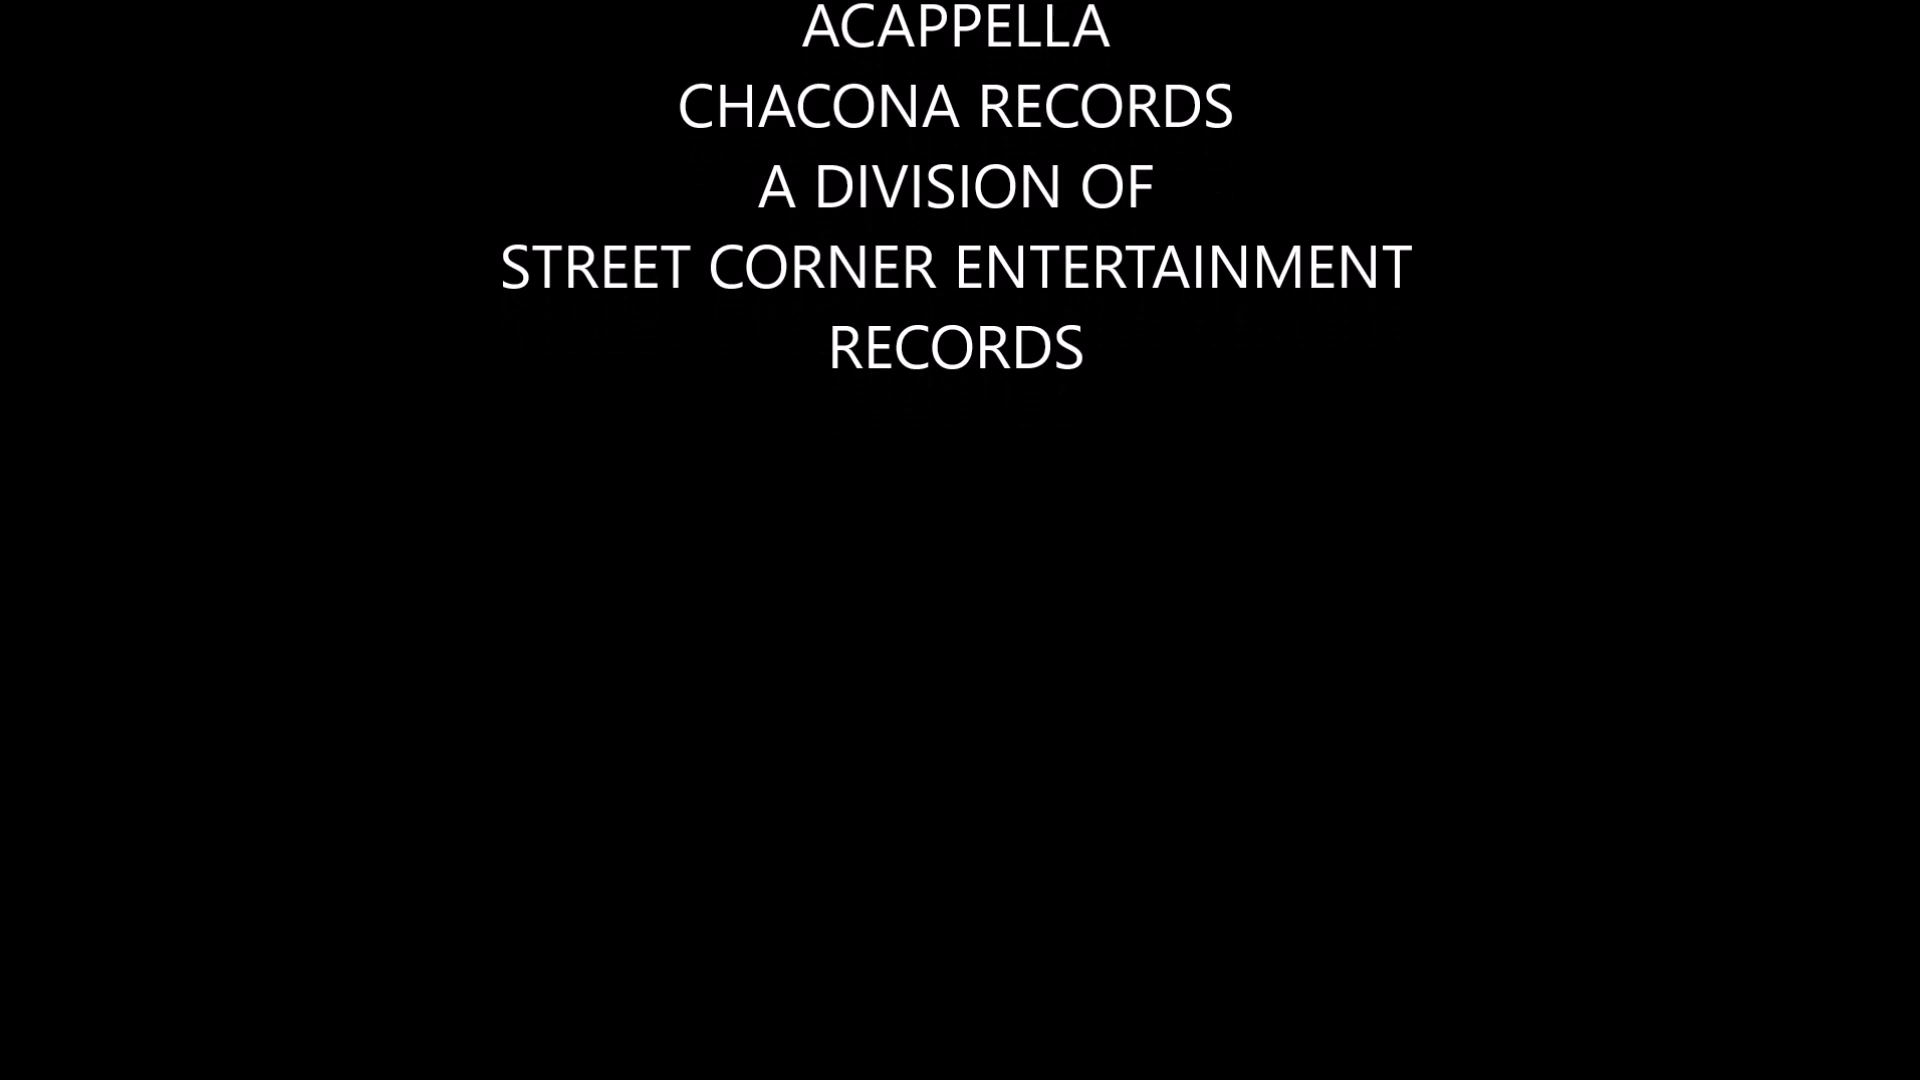 ACAPPELLA
CHACONA RECORDS
A DIVISION OF
STREET CORNER ENTERTAINMENT
RECORDS